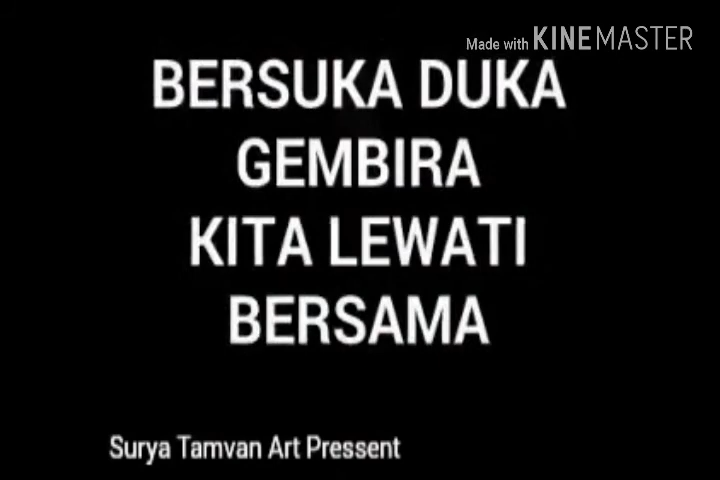 Made with KINEMASTER
BERSUKA DUKA
GEMBIRA
KITA LEWATI
BERSAMA
Surya Tamvan Art Pressent